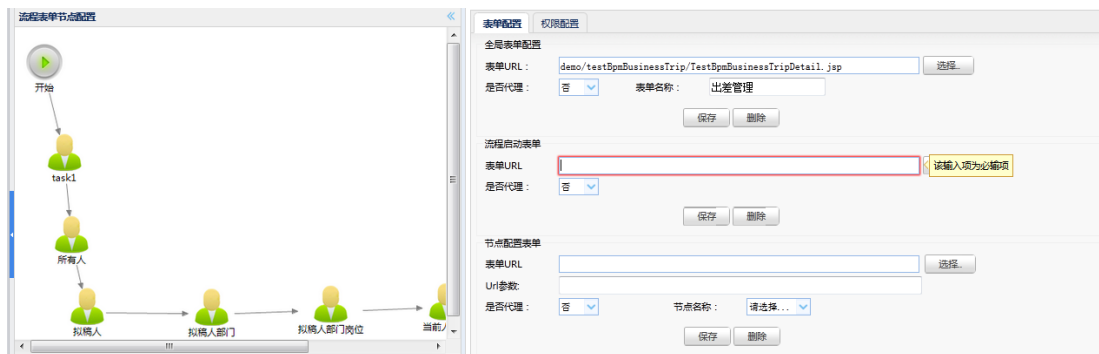 流程表单节点配置
开始
task1
所有人
拟稿人
拟稿人部门
拟稿人部门岗位
当前人
表单配置 权限配置
全局表单配置
表单URL： demo/testBpmBusinessTrip/TestBpmBusinessTripDetail.jsp 选择..
是否代理： 否 表单名称： 出差管理
保存 删除
流程启动表单
表单URL 该输入项为必输项
是否代理： 否
保存 删除
节点配置表单
表单URL 选择..
Url参数:
是否代理： 否 节点名称： 请选择...
保存 删除